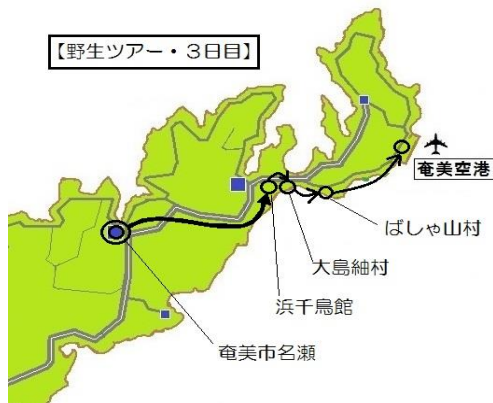 【野生ツアー・３日目】
奄美空港
ばしゃ山村
大島紬村
浜千鳥館
奄美市名瀬